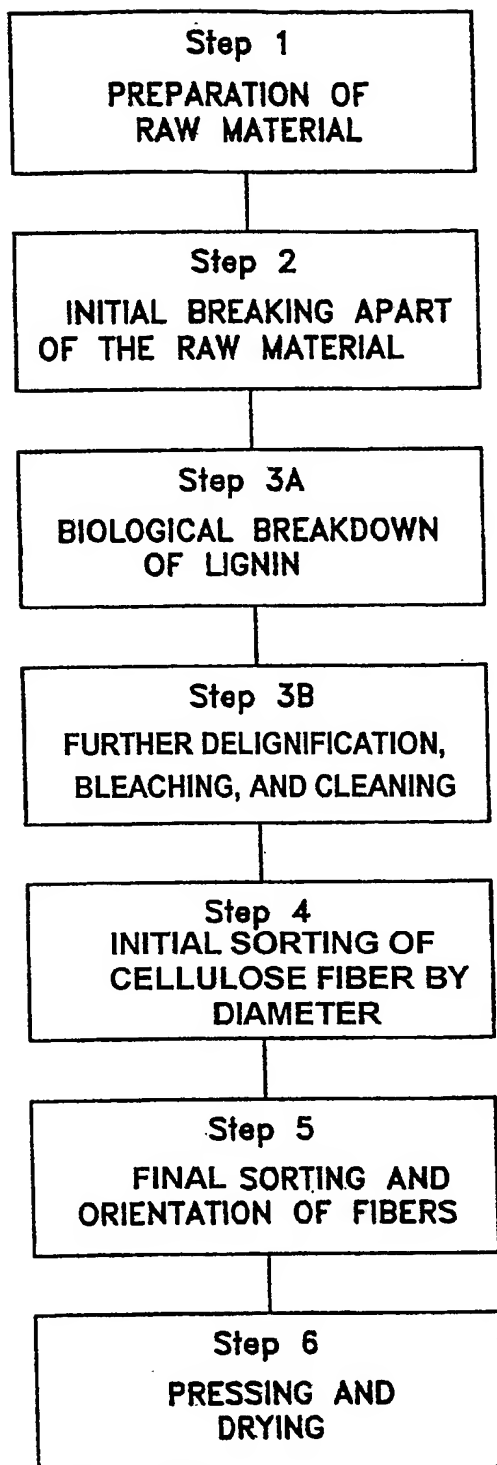 Step 1
PREPARATION OF
RAW MATERIAL
Step 2
INITIAL BREAKING APART
OF THE RAW MATERIAL
Step 3A
BIOLOGICAL BREAKDOWN
OF LIGNIN
Step 3B
FURTHER DELIGNIFICATION,
BLEACHING, AND CLEANING
Step 4
INITIAL SORTING OF
CELLULOSE FIBER BY
DIAMETER
Step 5
FINAL SORTING AND
ORIENTATION OF FIBERS
Step 6
PRESSING AND
DRYING